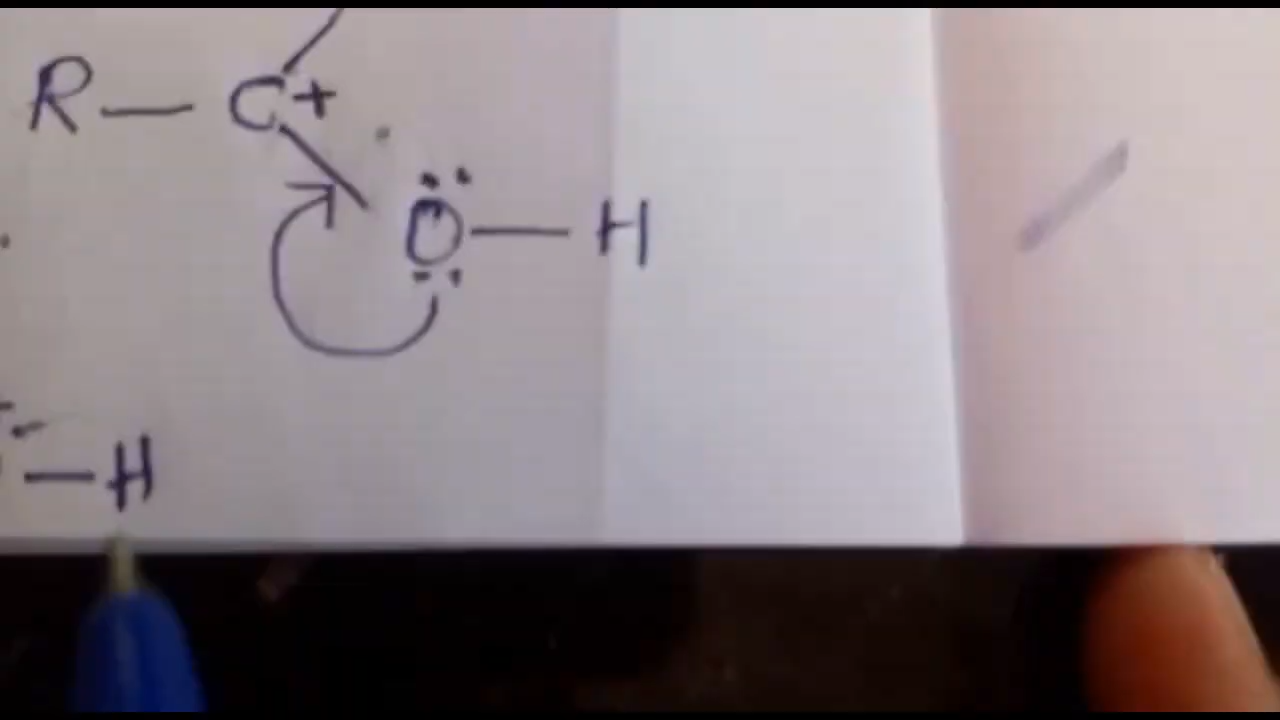 R — C+
O — H
— H